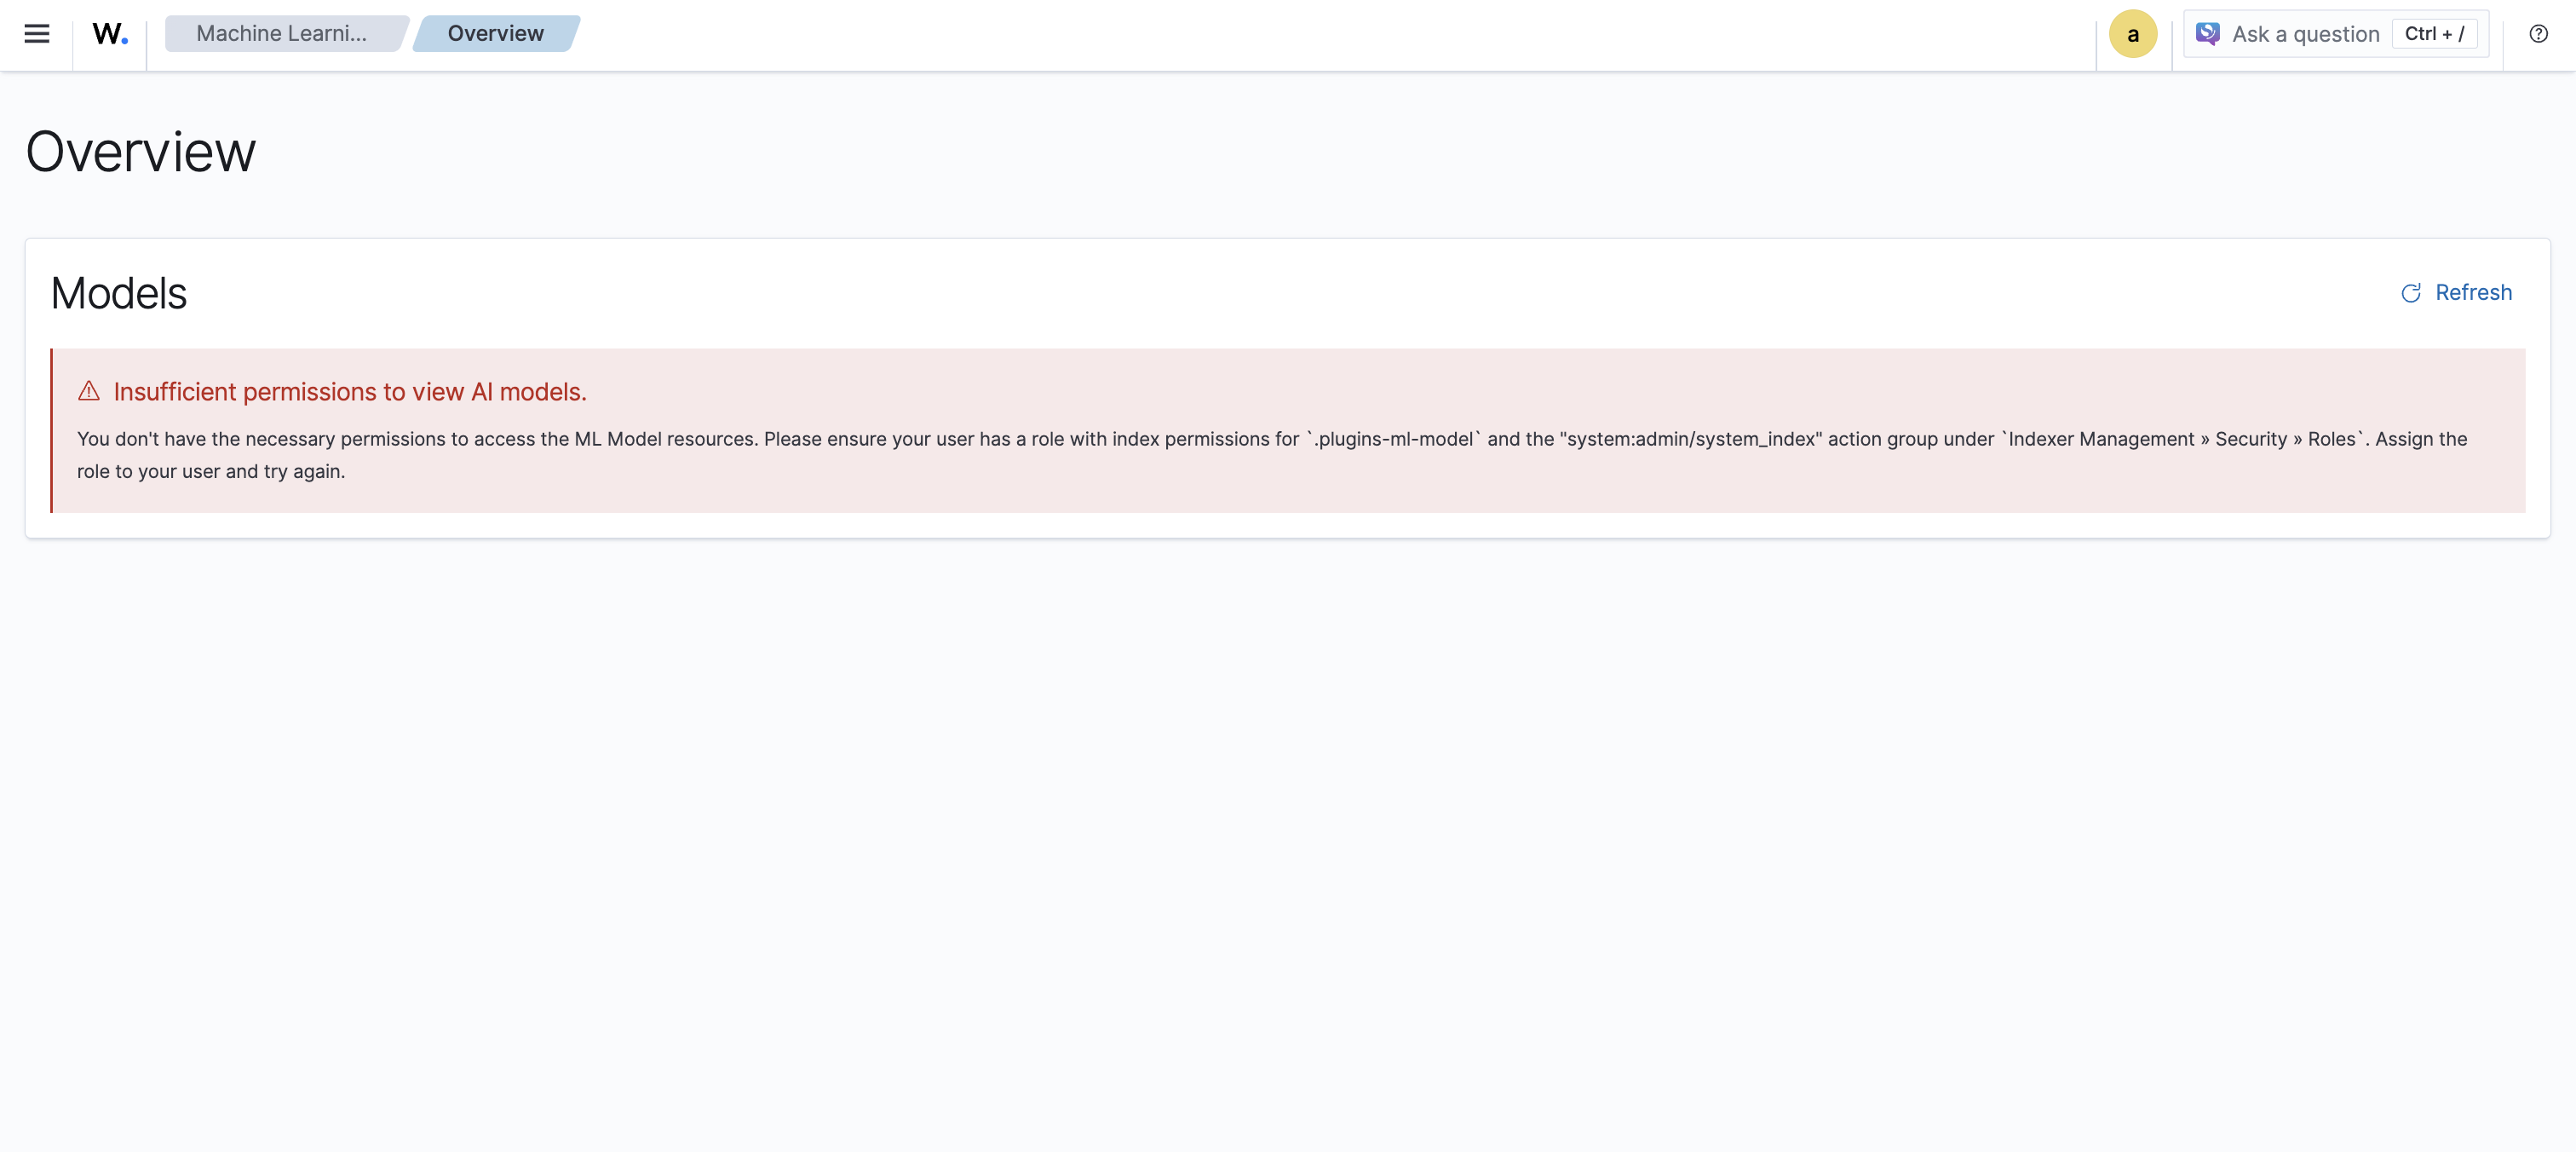 W.
Machine Learni...
Overview
a
Ask a question
Ctrl + /
Overview
Models
Refresh
Insufficient permissions to view AI models.
You don't have the necessary permissions to access the ML Model resources. Please ensure your user has a role with index permissions for `.plugins-ml-model` and the "system:admin/system_index" action group under `Indexer Management » Security » Roles`. Assign the
role to your user and try again.